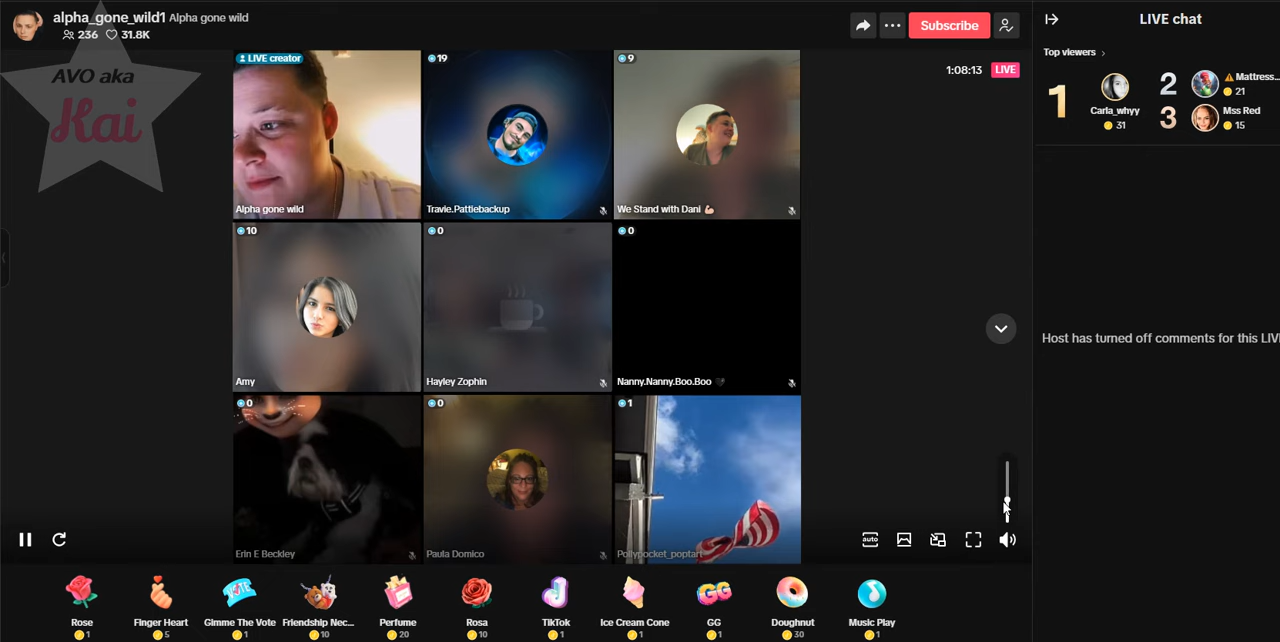 alpha_gone_wild1 Alpha gone wild
236 31.8K
AVO aka
Kai
Subscribe
LIVE chat
1:08:13 LIVE
Top viewers
1
Carla_whyy
31
2
Mattress...
21
3
Mss Red
15
LIVE creator
Alpha gone wild
19
Travie.Pattiebackup
9
We Stand with Dani
10
Amy
0
Hayley Zophin
0
Nanny.Nanny.Boo.Boo
0
Erin E Beckley
0
Paula Domico
1
Pollypocket_poptart
Host has turned off comments for this LIVE
auto
VOTE
GG
Rose
1
Finger Heart
5
Gimme The Vote
1
Friendship Nec...
10
Perfume
20
Rosa
10
TikTok
1
Ice Cream Cone
1
GG
1
Doughnut
30
Music Play
1